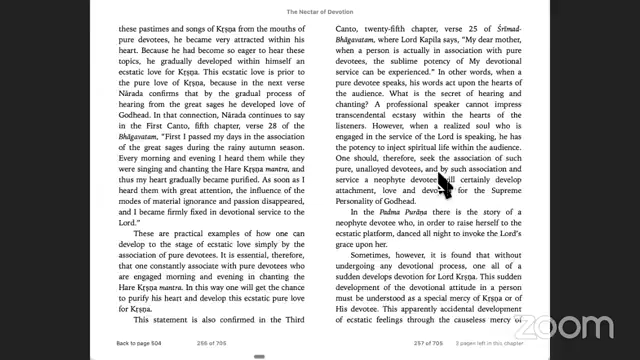 The Nectar of Devotion
these pastimes and songs of Kṛṣṇa from the mouths of
pure devotees, he became very attracted within his
heart. Because he had become so eager to hear these
topics, he gradually developed within himself an
ecstatic love for Kṛṣṇa. This ecstatic love is prior to
the pure love of Kṛṣṇa, because in the next verse
Nārada confirms that by the gradual process of
hearing from the great sages he developed love of
Godhead. In that connection, Nārada continues to say
in the First Canto, fifth chapter, verse 28 of the
Bhāgavatam, "First I passed my days in the association
of the great sages during the rainy autumn season.
Every morning and evening I heard them while they
were singing and chanting the Hare Kṛṣṇa mantra, and
thus my heart gradually became purified. As soon as I
heard them with great attention, the influence of the
modes of material ignorance and passion disappeared,
and I became firmly fixed in devotional service to the
Lord."
These are practical examples of how one can
develop to the stage of ecstatic love simply by the
association of pure devotees. It is essential, therefore,
that one constantly associate with pure devotees who
are engaged morning and evening in chanting the
Hare Kṛṣṇa mantra. In this way one will get the chance
to purify his heart and develop this ecstatic pure love
for Kṛṣṇa.
This statement is also confirmed in the Third
Back to page 504
256 of 705
Canto, twenty-fifth chapter, verse 25 of Śrīmad-
Bhāgavatam, where Lord Kapila says, "My dear mother,
when a person is actually in association with pure
devotees, the sublime potency of My devotional
service can be experienced." In other words, when a
pure devotee speaks, his words act upon the hearts of
the audience. What is the secret of hearing and
chanting? A professional speaker cannot impress
transcendental ecstasy within the hearts of the
listeners. However, when a realized soul who is
engaged in the service of the Lord is speaking, he has
the potency to inject spiritual life within the audience.
One should, therefore, seek the association of such
pure, unalloyed devotees, and by such association and
service a neophyte devotee will certainly develop
attachment, love and for the Supreme
Personality of Godhead.
In the Padma Purāṇa there is the story of a
neophyte devotee who, in order to raise herself to the
ecstatic platform, danced all night to invoke the Lord's
grace upon her.
Sometimes, however, it is found that without
undergoing any devotional process, one all of a
sudden develops devotion for Lord Kṛṣṇa. This sudden
development of the devotional attitude in a person
must be understood as a special mercy of Kṛṣṇa or of
His devotee. This apparently accidental development
of ecstatic feelings through the causeless mercy of
257 of 705
3 pages left in this chapter
zoom